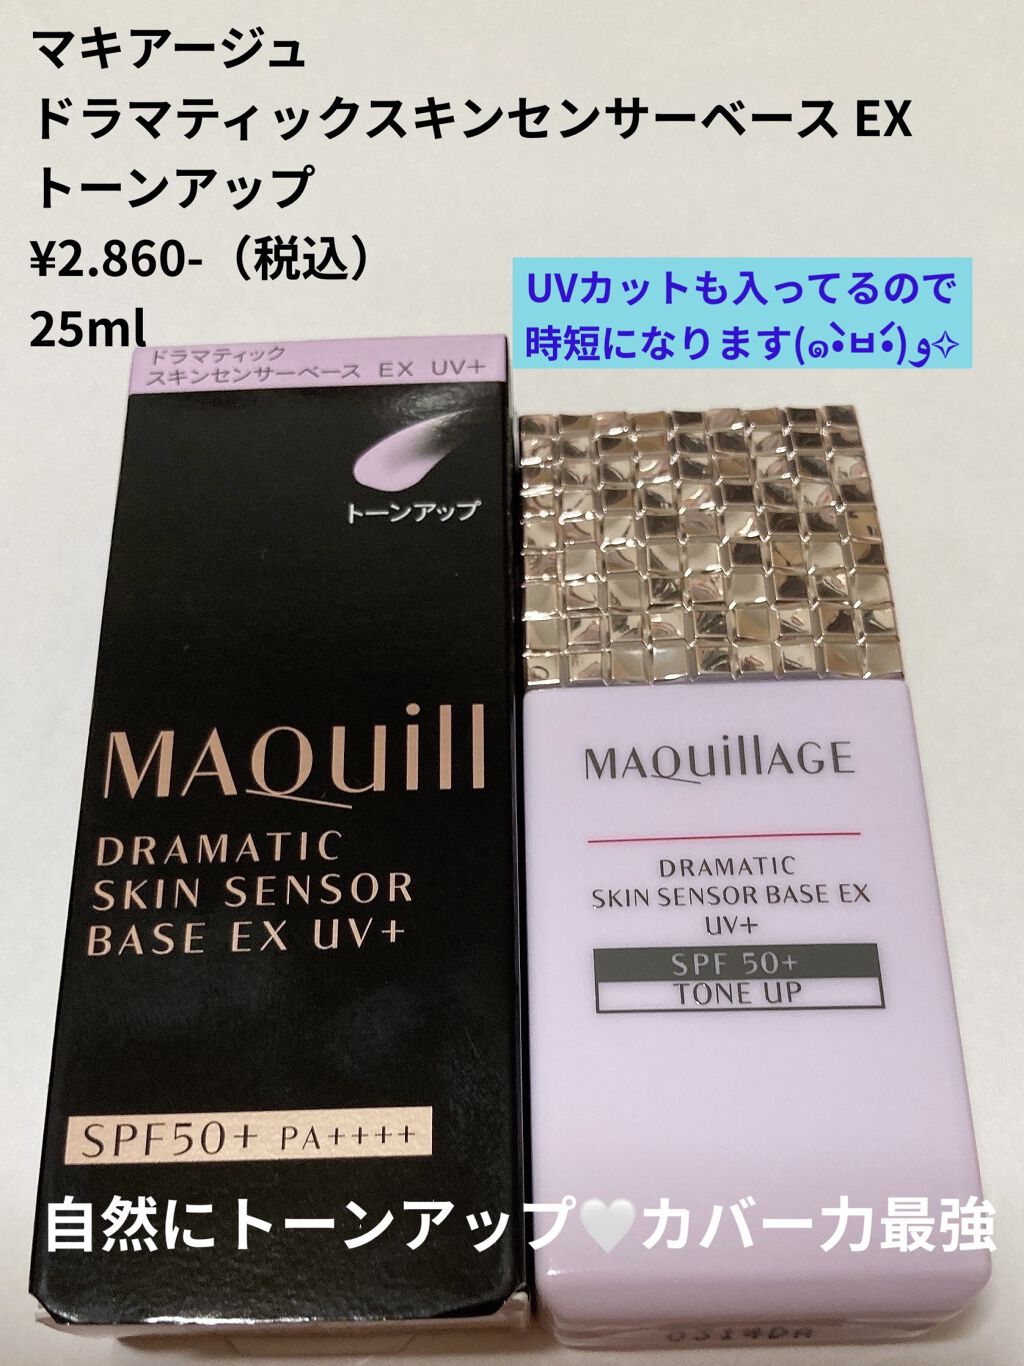 マキアージュ
ドラマティックスキンセンサーベース EX
トーンアップ
¥2.860-（税込）
25ml
UVカットも入ってるので
時短になります(๑•̀ㅂ•́)و✧
ドラマティック
スキンセンサーベース EX UV+
トーンアップ
MAQuill
DRAMATIC
SKIN SENSOR
BASE EX UV+
SPF50+ PA++++
MAQuillAGE
DRAMATIC
SKIN SENSOR BASE EX
UV+
SPF 50+
TONE UP
自然にトーンアップ🤍カバー力最強
0314DA